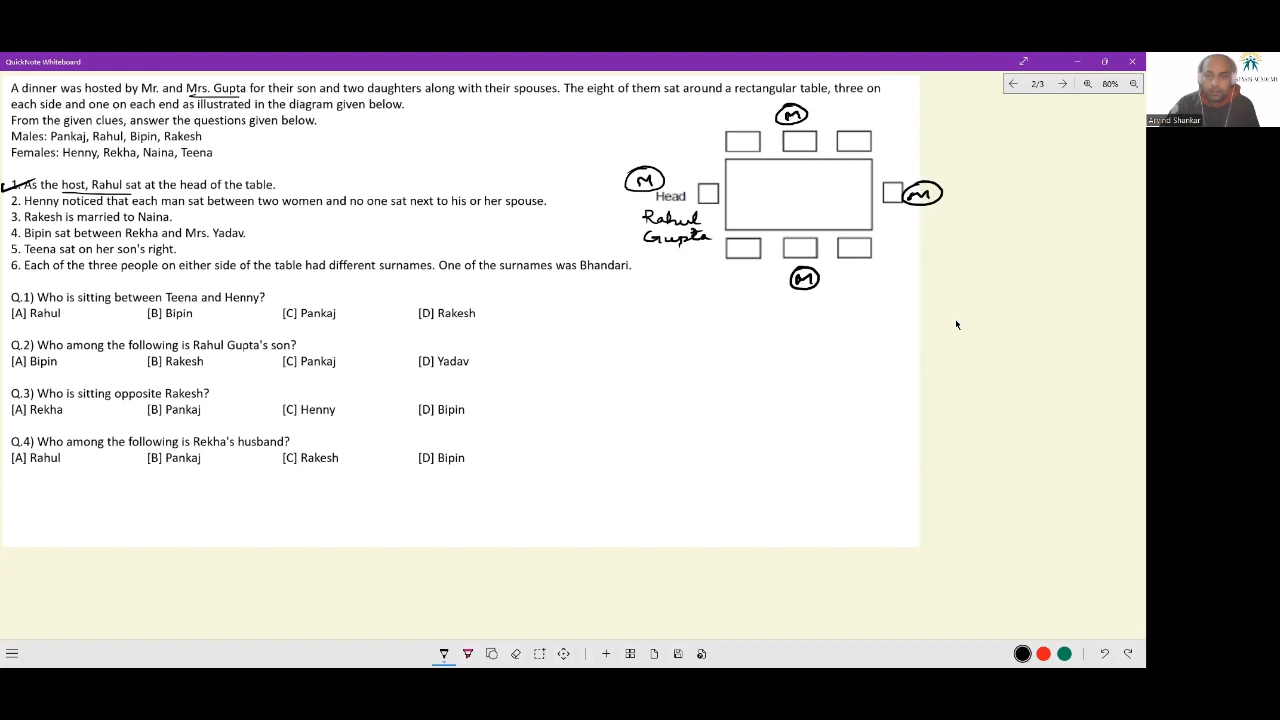 QuickNote Whiteboard
A dinner was hosted by Mr. and Mrs. Gupta for their son and two daughters along with their spouses. The eight of them sat around a rectangular table, three on
each side and one on each end as illustrated in the diagram given below.
From the given clues, answer the questions given below.
Males: Pankaj, Rahul, Bipin, Rakesh
Females: Henny, Rekha, Naina, Teena
1. As the host, Rahul sat at the head of the table.
2. Henny noticed that each man sat between two women and no one sat next to his or her spouse.
3. Rakesh is married to Naina.
4. Bipin sat between Rekha and Mrs. Yadav.
5. Teena sat on her son's right.
6. Each of the three people on either side of the table had different surnames. One of the surnames was Bhandari.
Q.1) Who is sitting between Teena and Henny?
[A] Rahul [B] Bipin [C] Pankaj [D] Rakesh
Q.2) Who among the following is Rahul Gupta's son?
[A] Bipin [B] Rakesh [C] Pankaj [D] Yadav
Q.3) Who is sitting opposite Rakesh?
[A] Rekha [B] Pankaj [C] Henny [D] Bipin
Q.4) Who among the following is Rekha's husband?
[A] Rahul [B] Pankaj [C] Rakesh [D] Bipin
M
M
Head
M
Rahul
Gupta
M
2/3
80%
Arvind Shankar